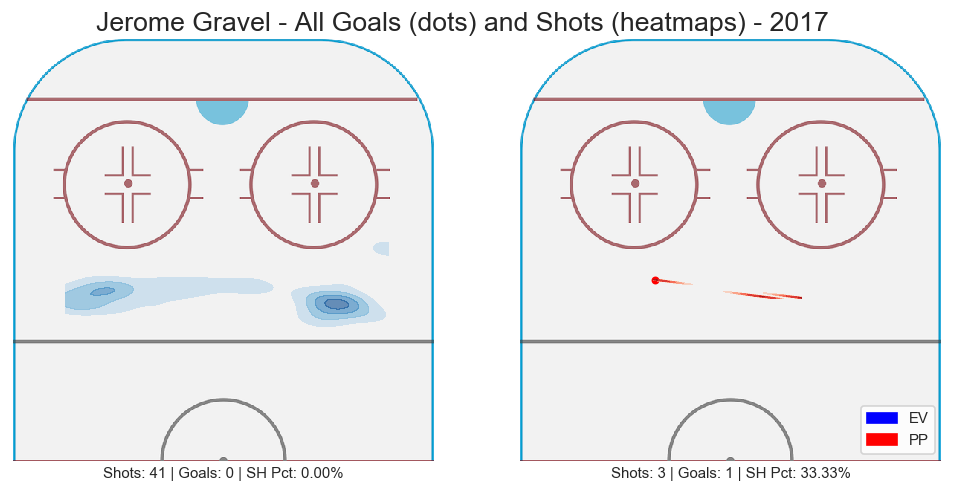 Jerome Gravel - All Goals (dots) and Shots (heatmaps) - 2017
EV
PP
Shots: 41 | Goals: 0 | SH Pct: 0.00%
Shots: 3 | Goals: 1 | SH Pct: 33.33%